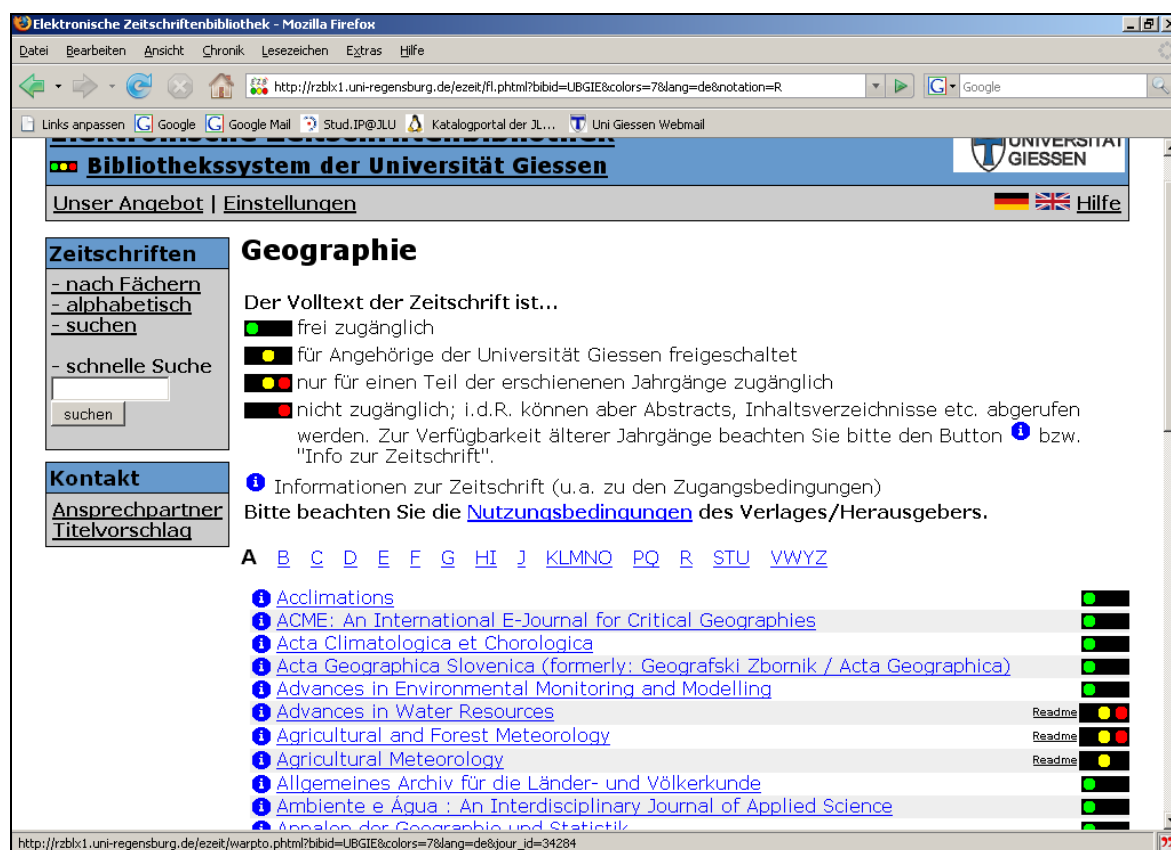 Elektronische Zeitschriftenbibliothek - Mozilla Firefox
Datei Bearbeiten Ansicht Chronik Lesezeichen Extras Hilfe
http://rzblx1.uni-regensburg.de/ezeit/fl.phtml?bibid=UBGIE&colors=7&lang=de&notation=R
G Google
Links anpassen Google Google Mail Stud.IP@JLU Katalogportal der JL... Uni Giessen Webmail
Elektronische Zeitschriftenbibliothek
UNIVERSITÄT
GIESSEN
Bibliothekssystem der Universität Giessen
Unser Angebot | Einstellungen
Hilfe
Zeitschriften
- nach Fächern
- alphabetisch
- suchen
- schnelle Suche
suchen
Kontakt
Ansprechpartner
Titelvorschlag
Geographie
Der Volltext der Zeitschrift ist...
frei zugänglich
für Angehörige der Universität Giessen freigeschaltet
nur für einen Teil der erschienenen Jahrgänge zugänglich
nicht zugänglich; i.d.R. können aber Abstracts, Inhaltsverzeichnisse etc. abgerufen
werden. Zur Verfügbarkeit älterer Jahrgänge beachten Sie bitte den Button i bzw.
"Info zur Zeitschrift".
i Informationen zur Zeitschrift (u.a. zu den Zugangsbedingungen)
Bitte beachten Sie die Nutzungsbedingungen des Verlages/Herausgebers.
A B C D E F G HI J KLMNO PQ R STU VWYZ
i Acclimations
i ACME: An International E-Journal for Critical Geographies
i Acta Climatologica et Chorologica
i Acta Geographica Slovenica (formerly: Geografski Zbornik / Acta Geographica)
i Advances in Environmental Monitoring and Modelling
i Advances in Water Resources Readme
i Agricultural and Forest Meteorology Readme
i Agricultural Meteorology Readme
i Allgemeines Archiv für die Länder- und Völkerkunde
i Ambiente e Água : An Interdisciplinary Journal of Applied Science
i Annalen der Geographie und Statistik
http://rzblx1.uni-regensburg.de/ezeit/warpto.phtml?bibid=UBGIE&colors=7&lang=de&jour_id=34284